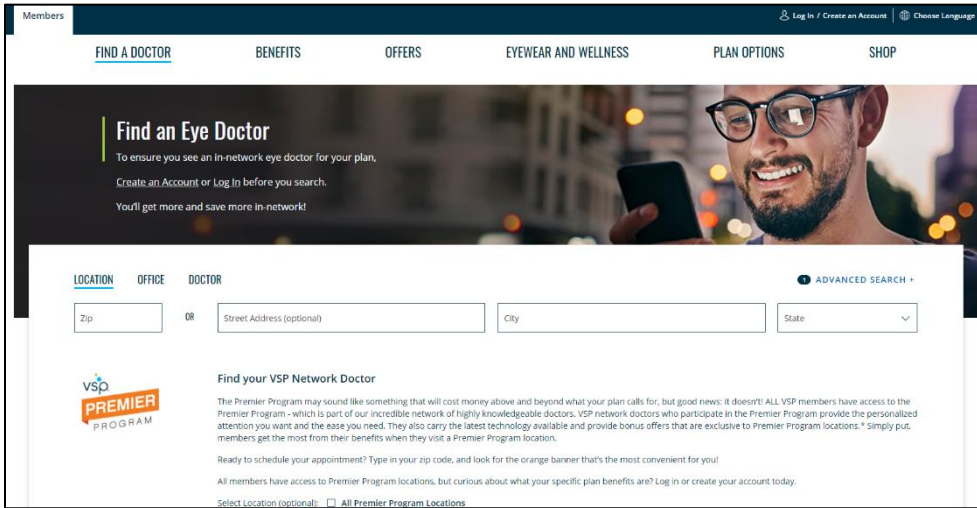 Members
Log In / Create an Account
Choose Language
FIND A DOCTOR
BENEFITS
OFFERS
EYEWEAR AND WELLNESS
PLAN OPTIONS
SHOP
Find an Eye Doctor
To ensure you see an in-network eye doctor for your plan,
Create an Account or Log In before you search.
You'll get more and save more in-network!
LOCATION
OFFICE
DOCTOR
1 ADVANCED SEARCH +
Zip
OR
Street Address (optional)
City
State
vsp
PREMIER
PROGRAM
Find your VSP Network Doctor
The Premier Program may sound like something that will cost money above and beyond what your plan calls for, but good news: it doesn't! ALL VSP members have access to the
Premier Program - which is part of our incredible network of highly knowledgeable doctors. VSP network doctors who participate in the Premier Program provide the personalized
attention you want and the ease you need. They also carry the latest technology available and provide bonus offers that are exclusive to Premier Program locations.* Simply put,
members get the most from their benefits when they visit a Premier Program location.
Ready to schedule your appointment? Type in your zip code, and look for the orange banner that's the most convenient for you!
All members have access to Premier Program locations, but curious about what your specific plan benefits are? Log in or create your account today.
Select Location (optional): All Premier Program Locations